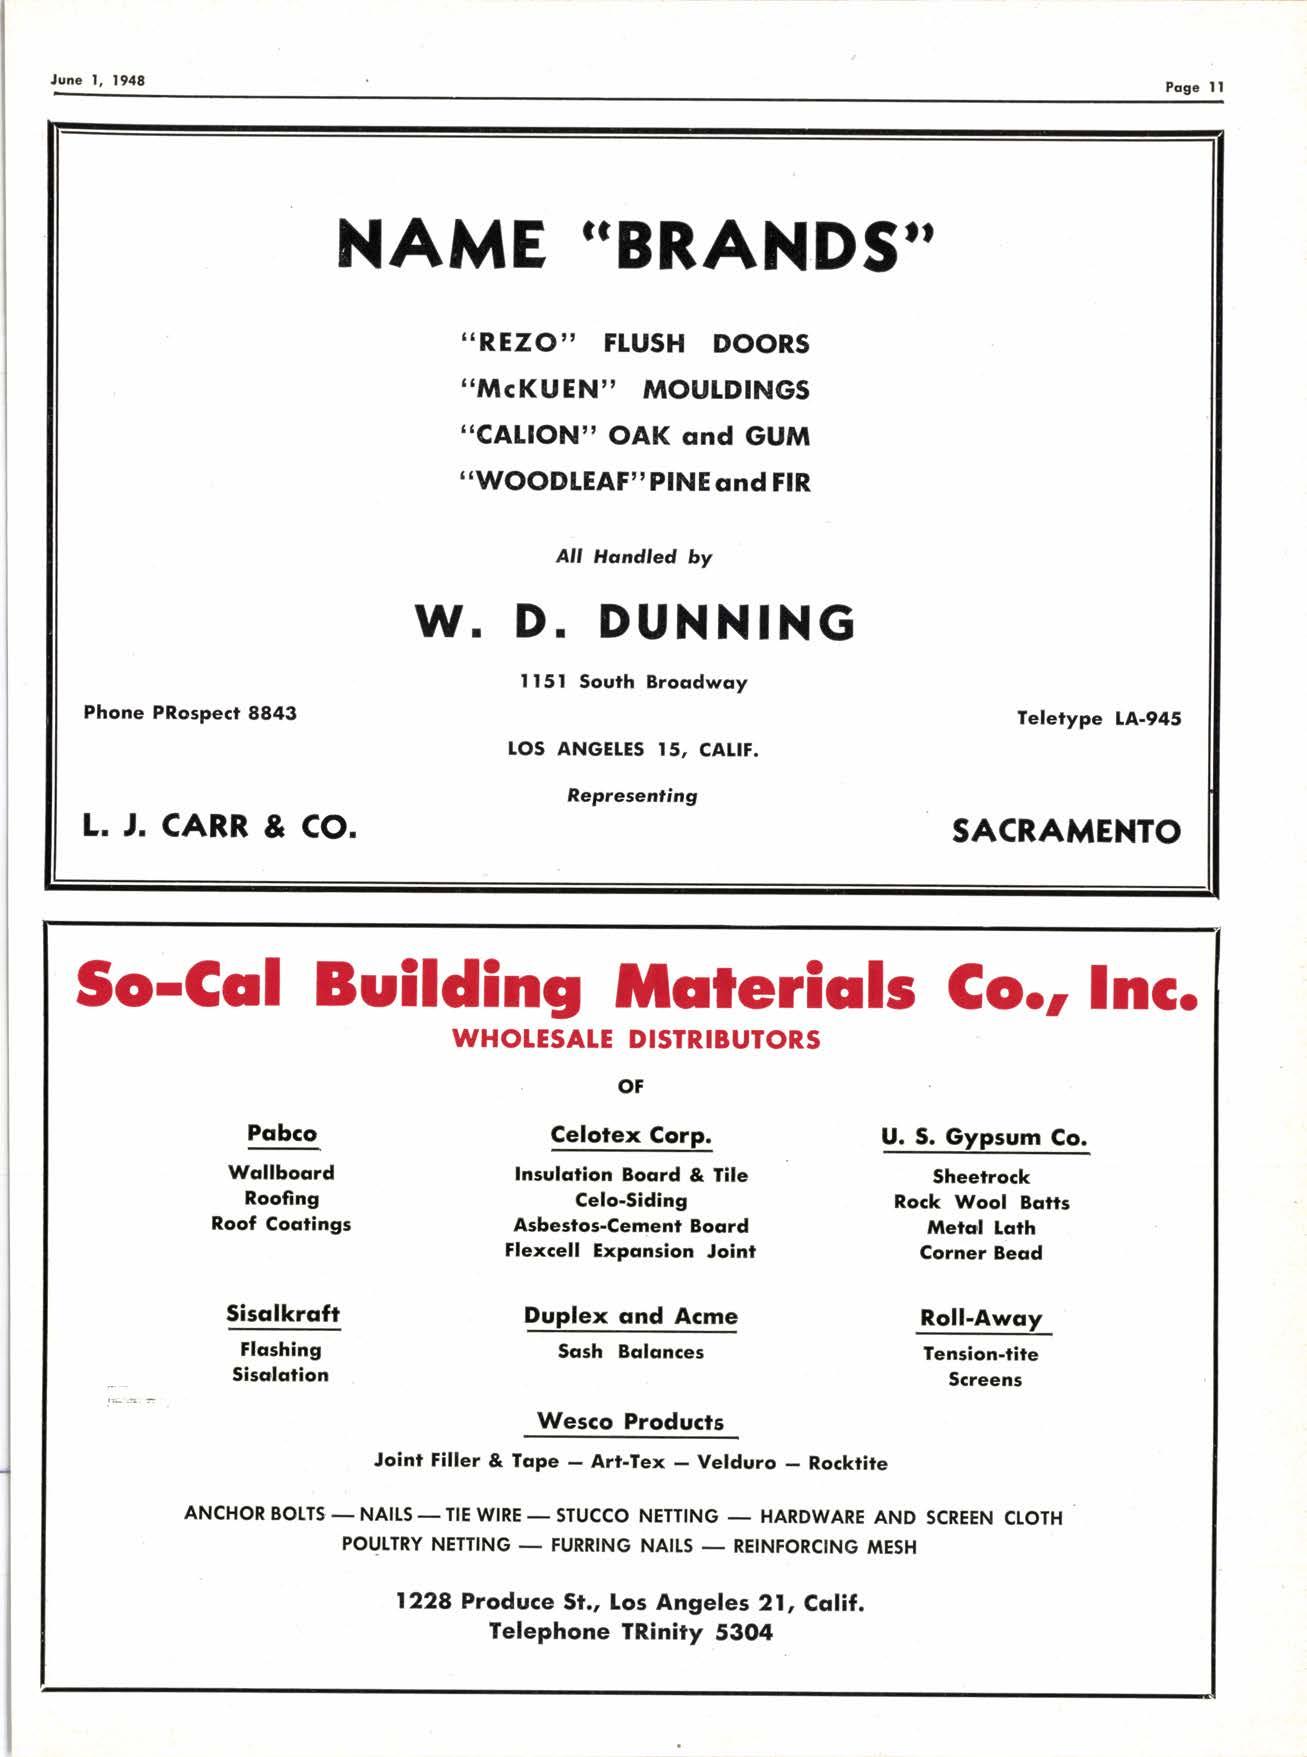 June 1, 1948
Page 11
NAME "BRANDS"
"REZO" FLUSH DOORS
"McKUEN" MOULDINGS
"CALION" OAK and GUM
"WOODLEAF" PINE and FIR
All Handled by
W. D. DUNNING
1151 South Broadway
Phone PRospect 8843
Teletype LA-945
LOS ANGELES 15, CALIF.
Representing
L. J. CARR & CO.
SACRAMENTO
So-Cal Building Materials Co., Inc.
WHOLESALE DISTRIBUTORS
OF
Pabco
Wallboard
Roofing
Roof Coatings
Celotex Corp.
Insulation Board & Tile
Celo-Siding
Asbestos-Cement Board
Flexcell Expansion Joint
U. S. Gypsum Co.
Sheetrock
Rock Wool Batts
Metal Lath
Corner Bead
Sisalkraft
Flashing
Sisalation
Duplex and Acme
Sash Balances
Roll-Away
Tension-tite
Screens
Wesco Products
Joint Filler & Tape — Art-Tex — Velduro — Rocktite
ANCHOR BOLTS — NAILS — TIE WIRE — STUCCO NETTING — HARDWARE AND SCREEN CLOTH
POULTRY NETTING — FURRING NAILS — REINFORCING MESH
1228 Produce St., Los Angeles 21, Calif.
Telephone TRinity 5304